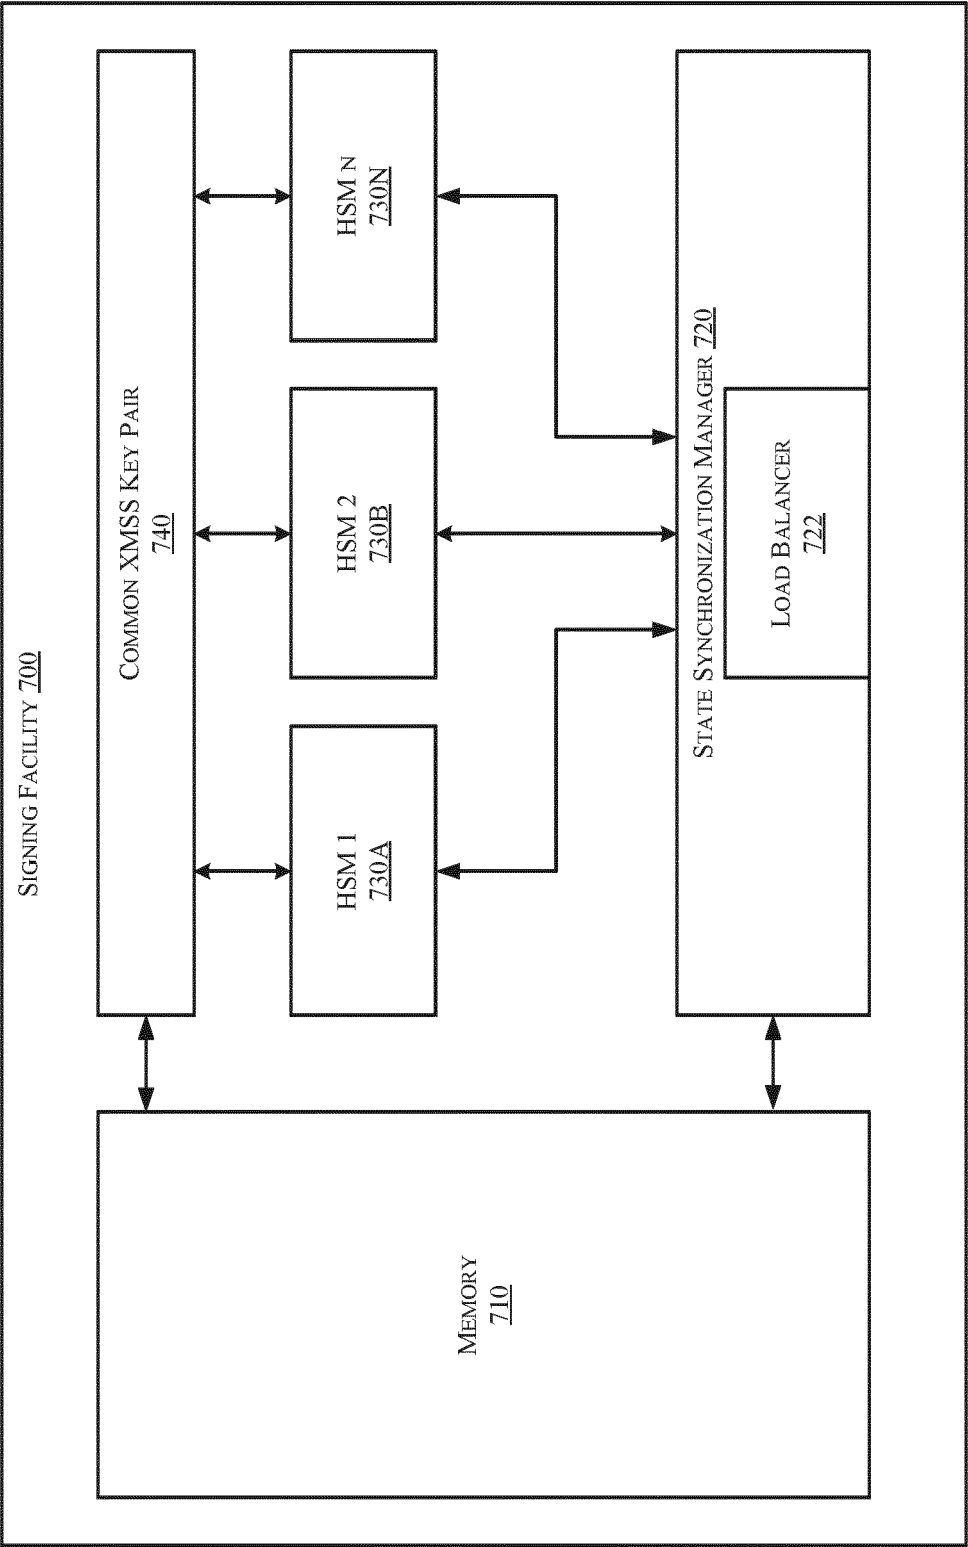 SIGNING FACILITY 700
COMMON XMSS KEY PAIR
740
HSM 1
730A
HSM 2
730B
HSM N
730N
MEMORY
710
STATE SYNCHRONIZATION MANAGER 720
LOAD BALANCER
722